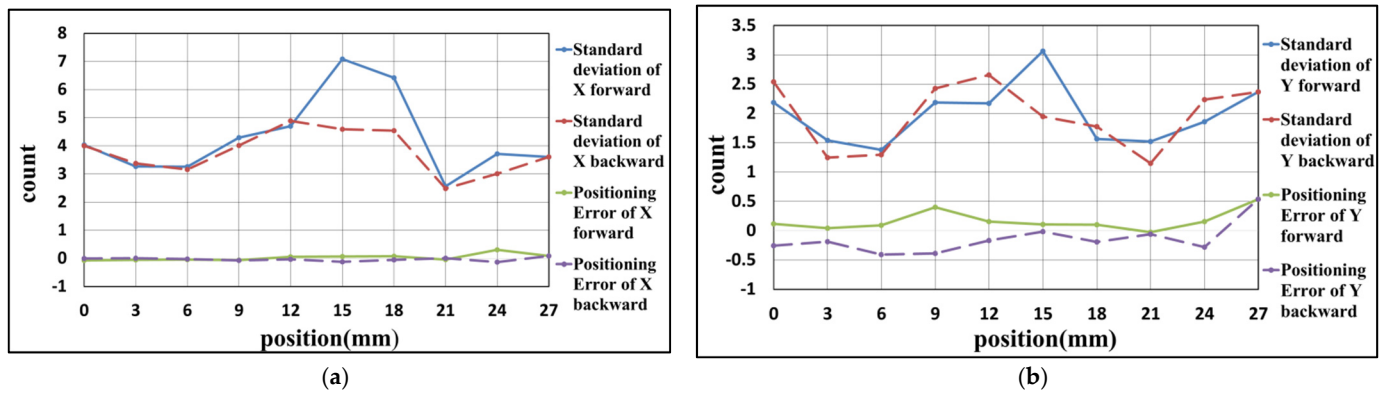 8
7
6
5
4
3
2
1
0
-1
count
0 3 6 9 12 15 18 21 24 27
position(mm)
Standard
deviation of
X forward
Standard
deviation of
X backward
Positioning
Error of X
forward
Positioning
Error of X
backward
(a)
3.5
3
2.5
2
1.5
1
0.5
0
-0.5
-1
count
0 3 6 9 12 15 18 21 24 27
position(mm)
Standard
deviation of
Y forward
Standard
deviation of
Y backward
Positioning
Error of Y
forward
Positioning
Error of Y
backward
(b)